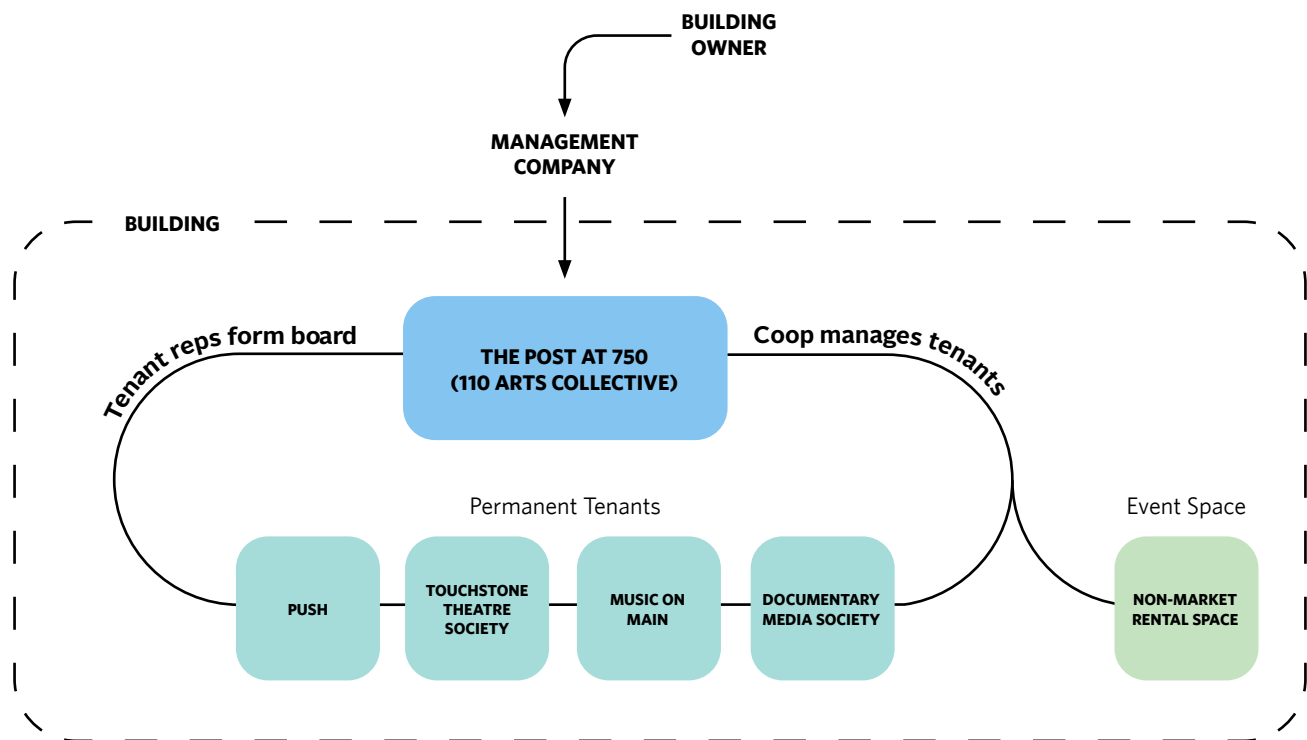 BUILDING
OWNER
MANAGEMENT
COMPANY
BUILDING
Tenant reps form board
THE POST AT 750
(110 ARTS COLLECTIVE)
Coop manages tenants
Permanent Tenants
Event Space
PUSH
TOUCHSTONE
THEATRE
SOCIETY
MUSIC ON
MAIN
DOCUMENTARY
MEDIA SOCIETY
NON-MARKET
RENTAL SPACE